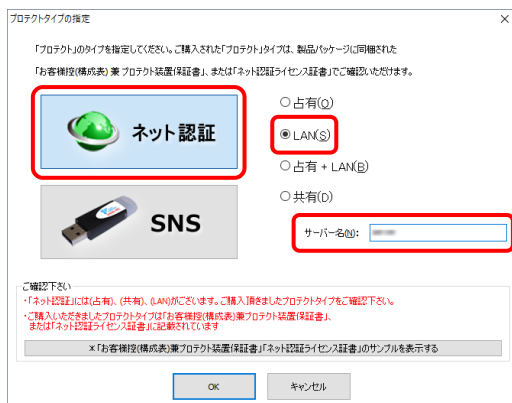 プロテクトタイプの指定
「プロテクト」のタイプを指定してください。ご購入された「プロテクト」タイプは、製品パッケージに同梱された
「お客様控(構成表) 兼 プロテクト装置保証書」、または「ネット認証ライセンス証書」でご確認いただけます。
ネット認証
占有(O)
LAN(S)
占有 + LAN(B)
共有(D)
SNS
サーバー名(N):
ご確認下さい
・「ネット認証」には(占有)、(共有)、(LAN)がございます。ご購入頂きましたプロテクトタイプをご確認下さい。
・ご購入いただきましたプロテクトタイプは「お客様控(構成表)兼プロテクト装置保証書」、
または「ネット認証ライセンス証書」に記載されています
＊「お客様控(構成表)兼プロテクト装置保証書」「ネット認証ライセンス証書」のサンプルを表示する
OK
キャンセル